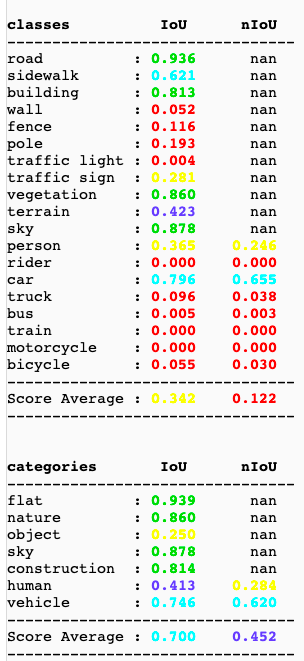 classes IoU nIoU
--------------------------------
road : 0.936 nan
sidewalk : 0.621 nan
building : 0.813 nan
wall : 0.052 nan
fence : 0.116 nan
pole : 0.193 nan
traffic light : 0.004 nan
traffic sign : 0.281 nan
vegetation : 0.860 nan
terrain : 0.423 nan
sky : 0.878 nan
person : 0.365 0.246
rider : 0.000 0.000
car : 0.796 0.655
truck : 0.096 0.038
bus : 0.005 0.003
train : 0.000 0.000
motorcycle : 0.000 0.000
bicycle : 0.055 0.030
--------------------------------
Score Average : 0.342 0.122
--------------------------------
categories IoU nIoU
--------------------------------
flat : 0.939 nan
nature : 0.860 nan
object : 0.250 nan
sky : 0.878 nan
construction : 0.814 nan
human : 0.413 0.284
vehicle : 0.746 0.620
--------------------------------
Score Average : 0.700 0.452
--------------------------------